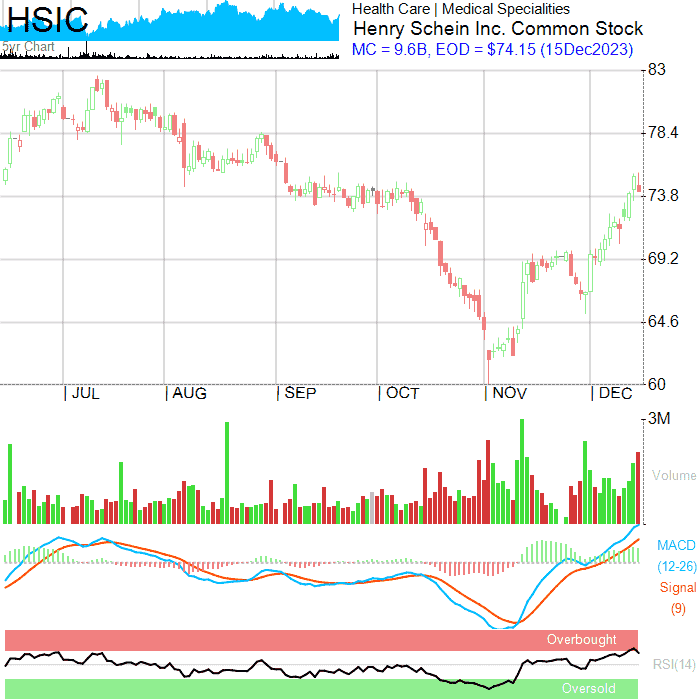 HSIC
5yr Chart
Health Care | Medical Specialities
Henry Schein Inc. Common Stock
MC = 9.6B, EOD = $74.15 (15Dec2023)
83
78.4
73.8
69.2
64.6
60
| JUL | AUG | SEP | OCT | NOV | DEC
3M
Volume
MACD
(12-26)
Signal
(9)
Overbought
RSI(14)
Oversold